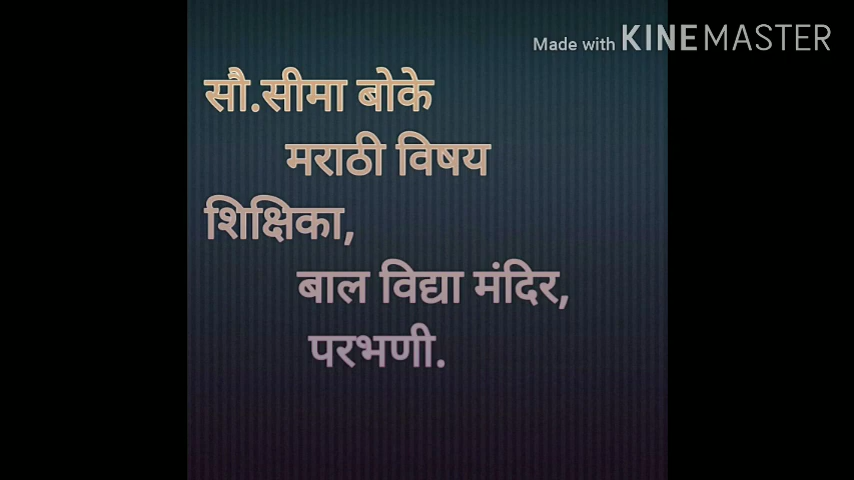 Made with KINEMASTER
सौ.सीमा बोके
मराठी विषय
शिक्षिका,
बाल विद्या मंदिर,
परभणी.